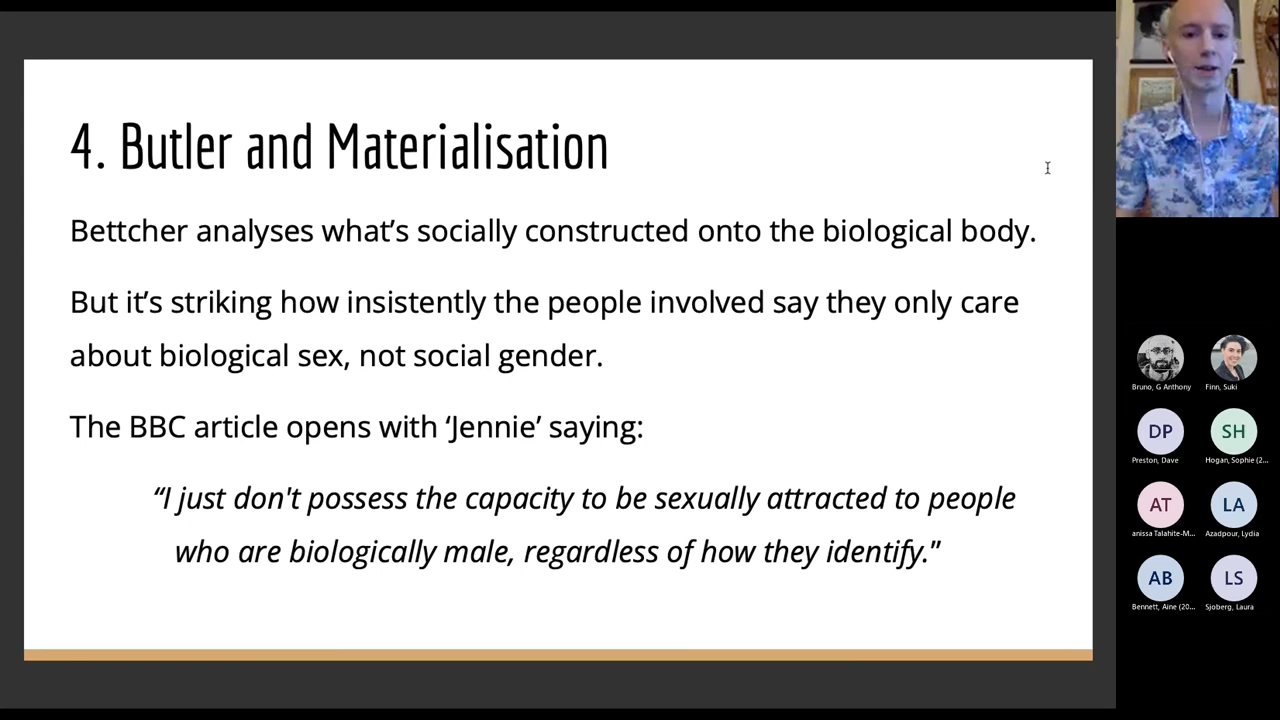 4. Butler and Materialisation
Bettcher analyses what's socially constructed onto the biological body.
But it's striking how insistently the people involved say they only care
about biological sex, not social gender.
The BBC article opens with ‘Jennie’ saying:
“I just don't possess the capacity to be sexually attracted to people
who are biologically male, regardless of how they identify.”
Bruno, G Anthony
Finn, Suki
DP
SH
Preston, Dave
Hogan, Sophie (2...
AT
LA
anissa Talahite-M...
Azadpour, Lydia
AB
LS
Bennett, Aine (20...
Sjoberg, Laura